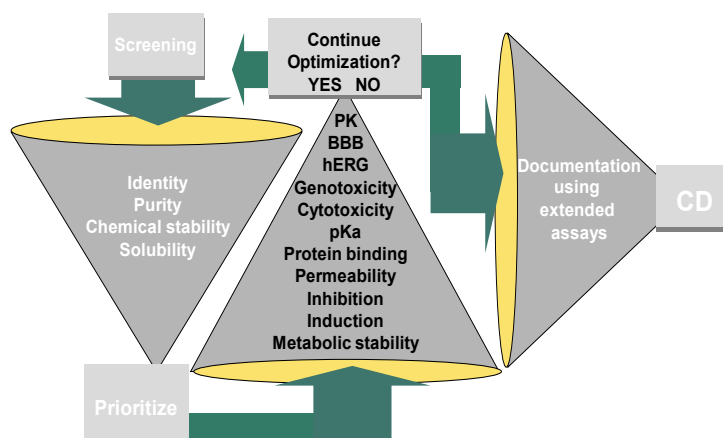 Screening
Continue
Optimization?
YES NO
Identity
Purity
Chemical stability
Solubility
Prioritize
PK
BBB
hERG
Genotoxicity
Cytotoxicity
pKa
Protein binding
Permeability
Inhibition
Induction
Metabolic stability
Documentation
using
extended
assays
CD